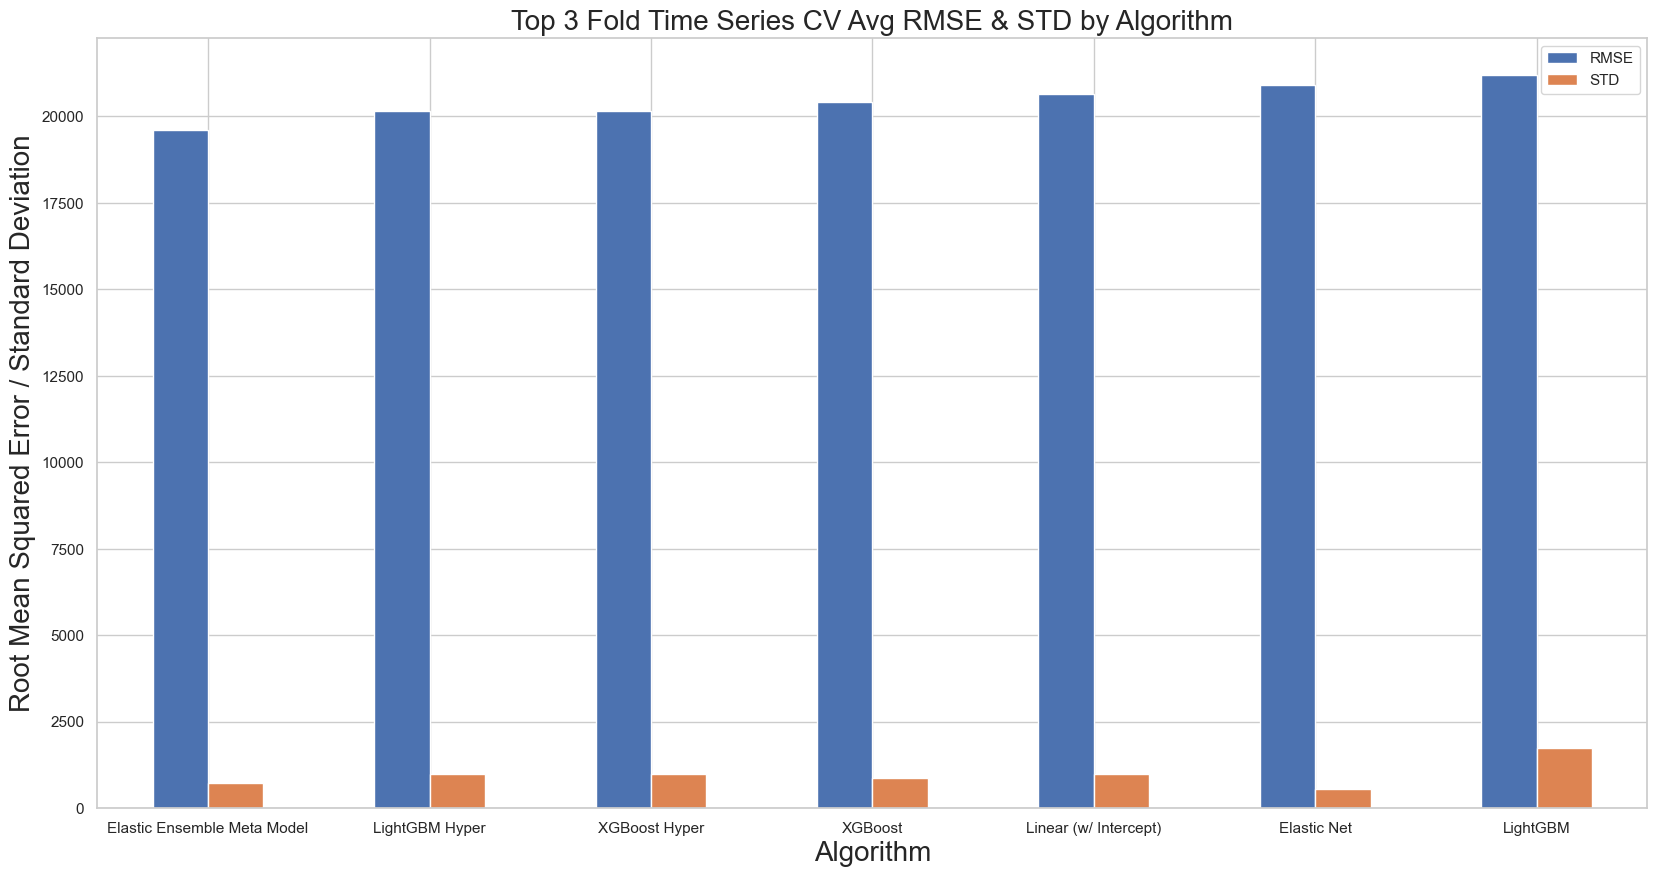 Top 3 Fold Time Series CV Avg RMSE & STD by Algorithm
RMSE
STD
Root Mean Squared Error / Standard Deviation
20000
17500
15000
12500
10000
7500
5000
2500
0
Elastic Ensemble Meta Model
LightGBM Hyper
XGBoost Hyper
XGBoost
Linear (w/ Intercept)
Elastic Net
LightGBM
Algorithm